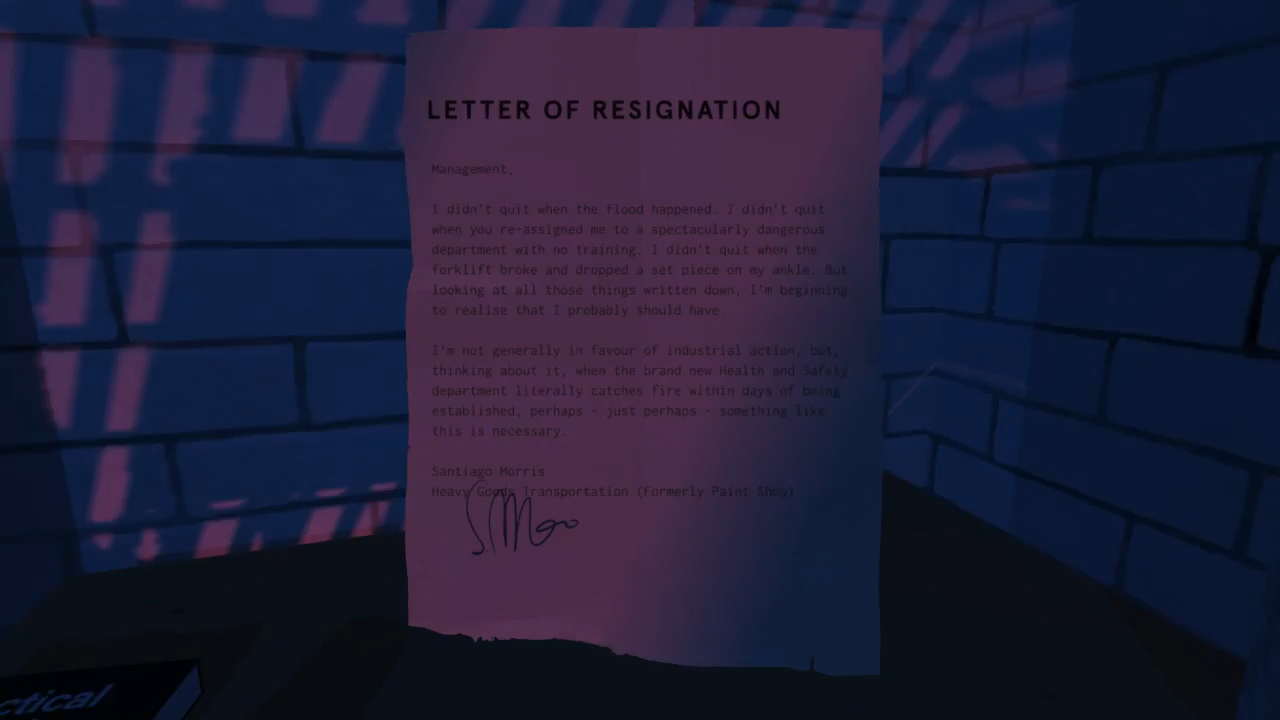 LETTER OF RESIGNATION
Management,
I didn't quit when the flood happened. I didn't quit
when you re-assigned me to a spectacularly dangerous
department with no training. I didn't quit when the
forklift broke and dropped a set piece on my ankle. But
looking at all those things written down, I'm beginning
to realise that I probably should have.
I'm not generally in favour of industrial action, but,
thinking about it, when the brand new Health and Safety
department literally catches fire within days of being
established, perhaps - just perhaps - something like
this is necessary.
Santiago Morris
Heavy Goods Transportation (Formerly Paint Shop)
S.Mo
ctical